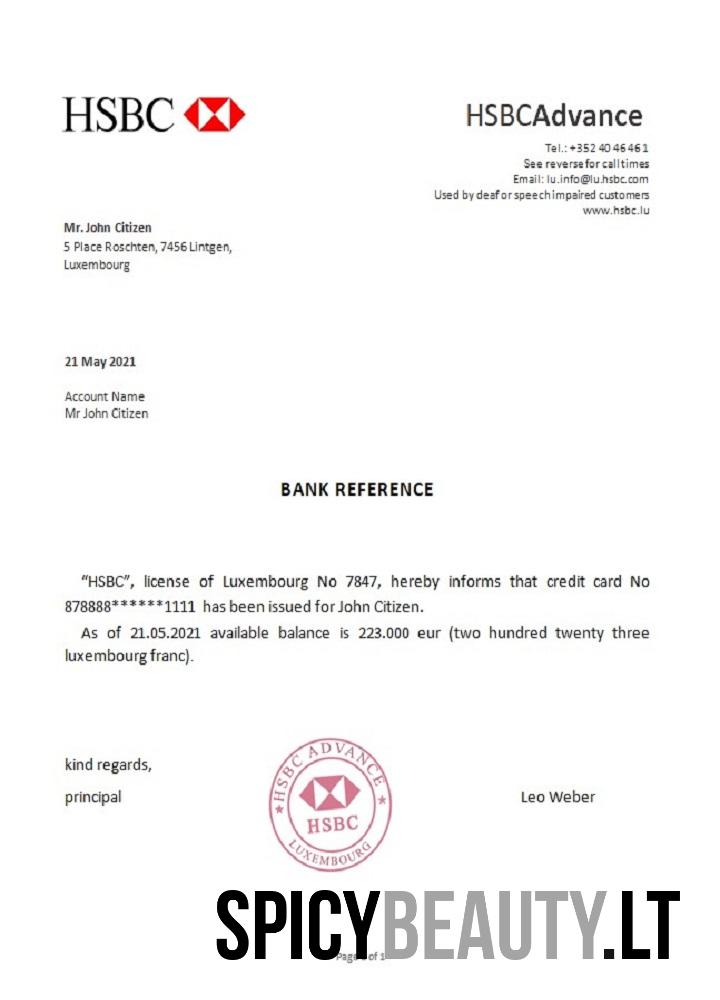 HSBC
HSBCAdvance
Tel.: +352 40 46 46 1
See reverse for call times
Email: lu.info@lu.hsbc.com
Used by deaf or speech impaired customers
www.hsbc.lu
Mr. John Citizen
5 Place Roschten, 7456 Lintgen,
Luxembourg
21 May 2021
Account Name
Mr John Citizen
BANK REFERENCE
“HSBC”, license of Luxembourg No 7847, hereby informs that credit card No
878888******1111 has been issued for John Citizen.
As of 21.05.2021 available balance is 223.000 eur (two hundred twenty three
luxembourg franc).
kind regards,
principal
HSBC ADVANCE
HSBC
LUXEMBOURG
Leo Weber
SPICYBEAUTY.LT
Page of 1